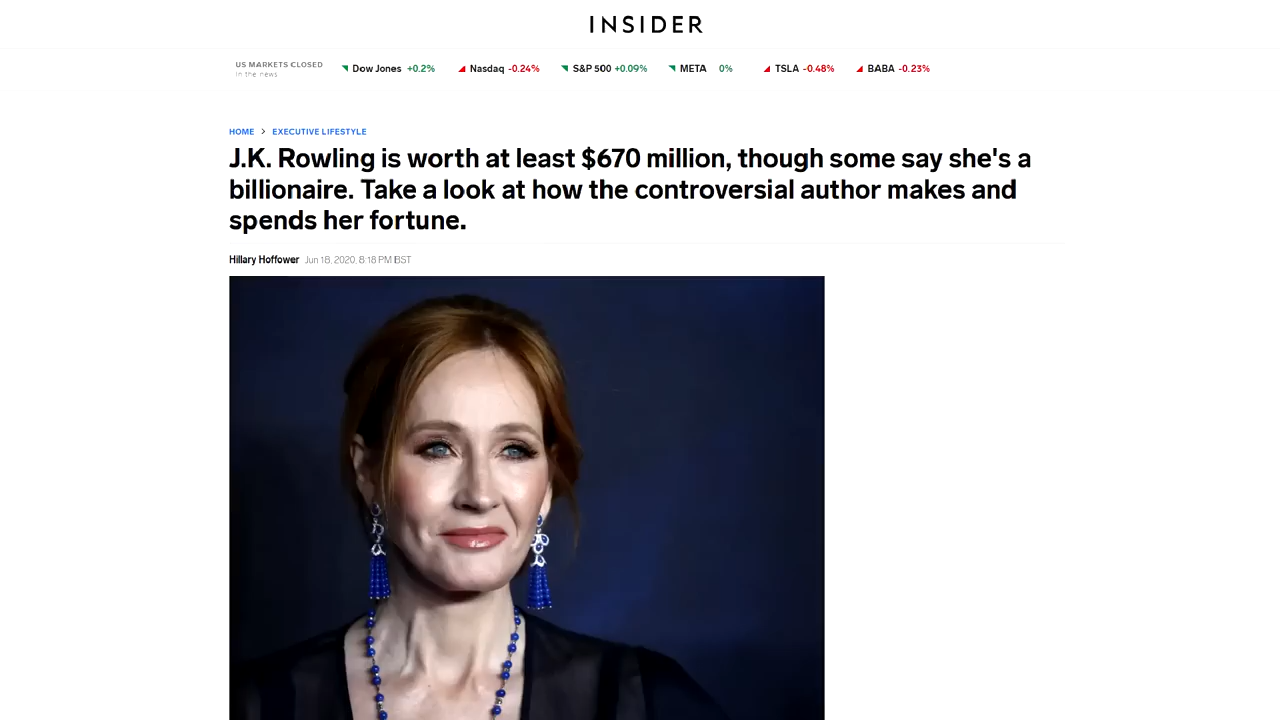 INSIDER
US MARKETS CLOSED
In the news
Dow Jones +0.2%
Nasdaq -0.24%
S&P 500 +0.09%
META 0%
TSLA -0.48%
BABA -0.23%
HOME > EXECUTIVE LIFESTYLE
J.K. Rowling is worth at least $670 million, though some say she's a
billionaire. Take a look at how the controversial author makes and
spends her fortune.
Hillary Hoffower Jun 18, 2020, 8:18 PM BST